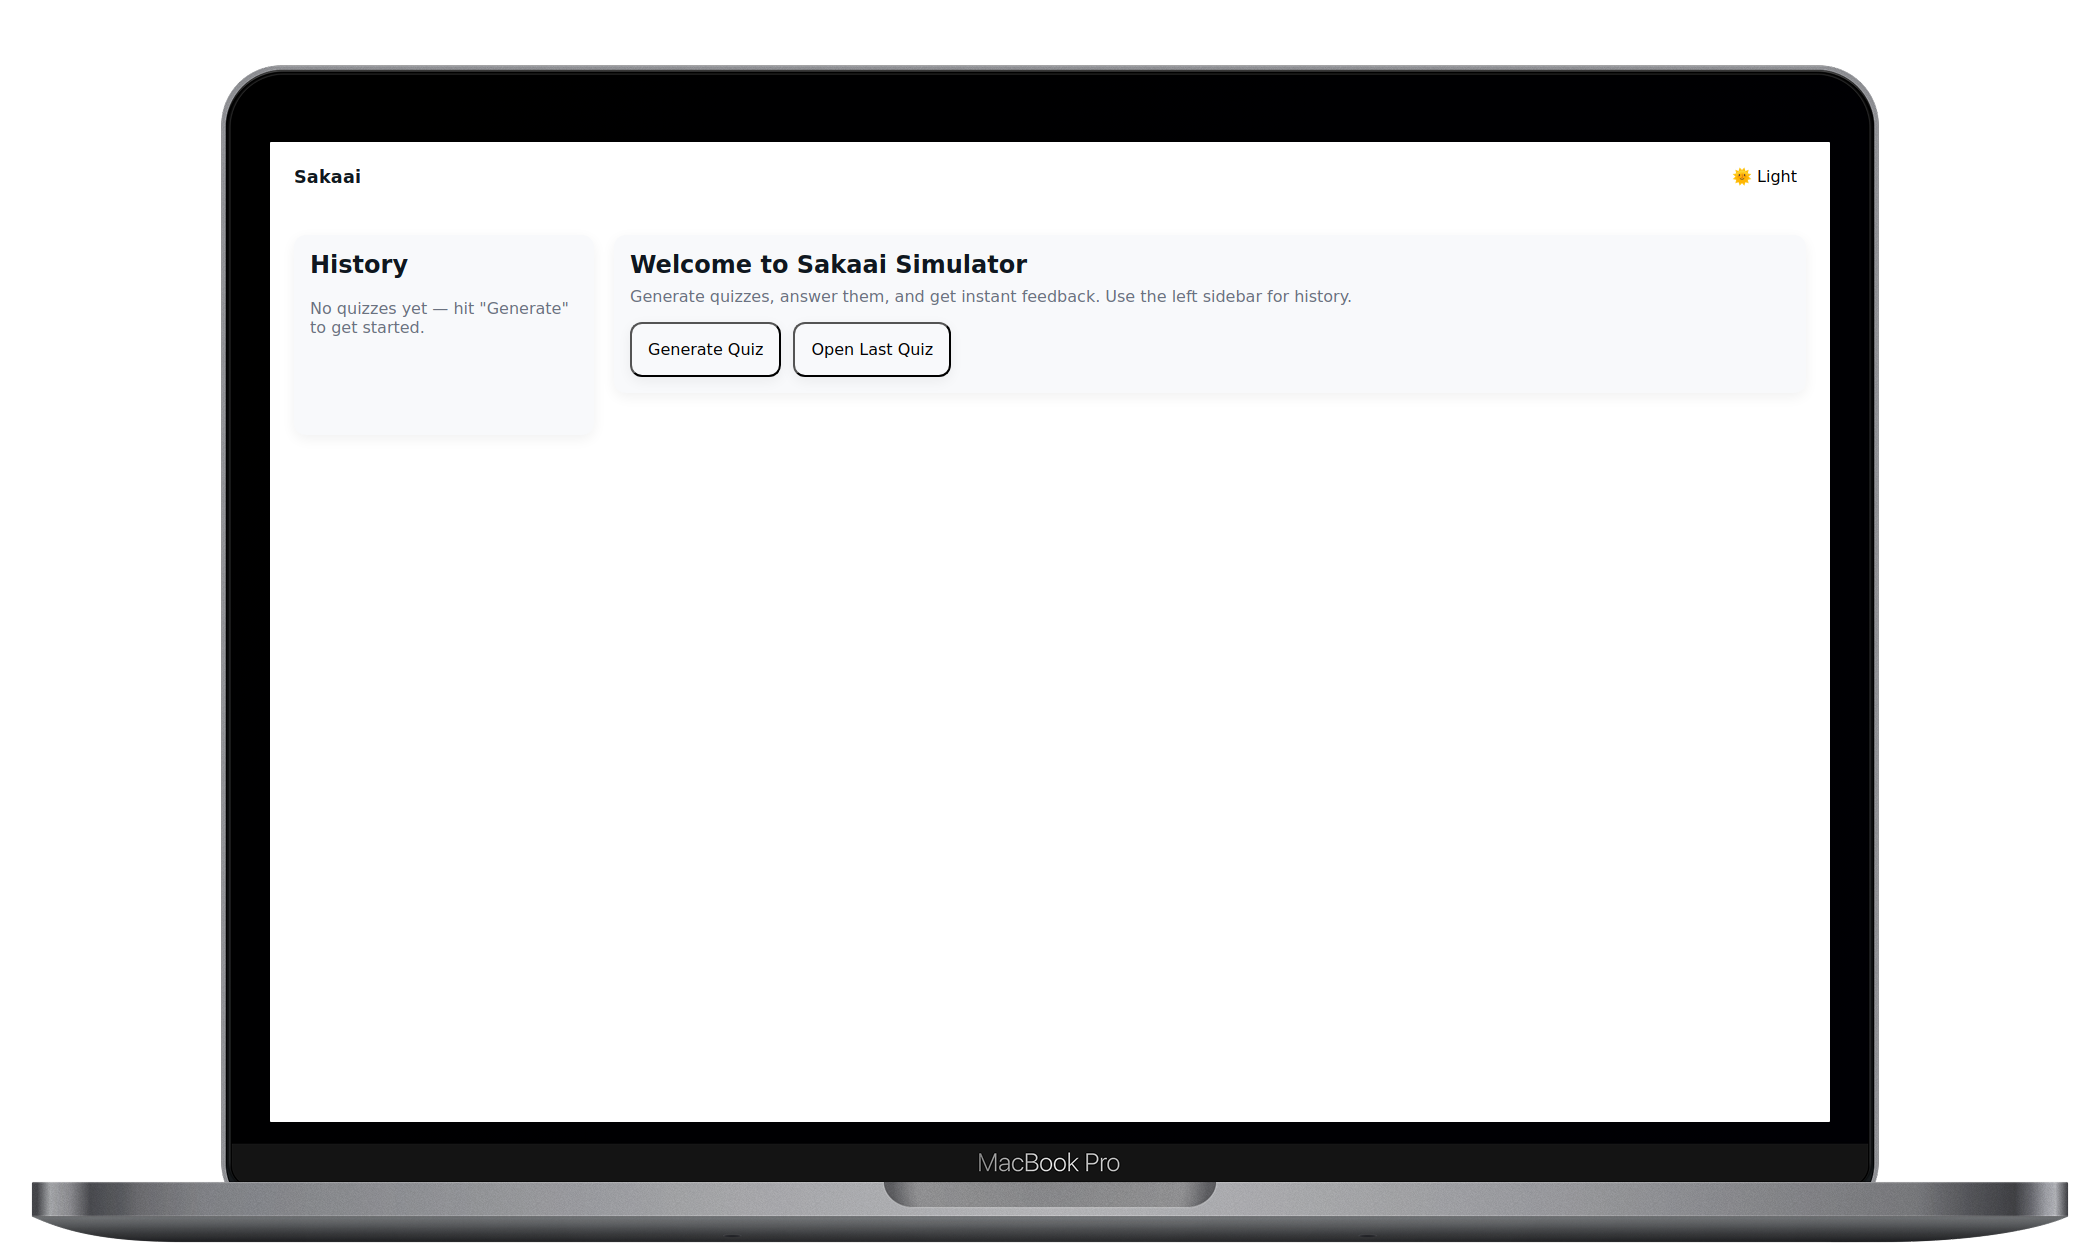 Sakaai
🌞 Light
History
No quizzes yet — hit "Generate"
to get started.
Welcome to Sakaai Simulator
Generate quizzes, answer them, and get instant feedback. Use the left sidebar for history.
Generate Quiz
Open Last Quiz
MacBook Pro